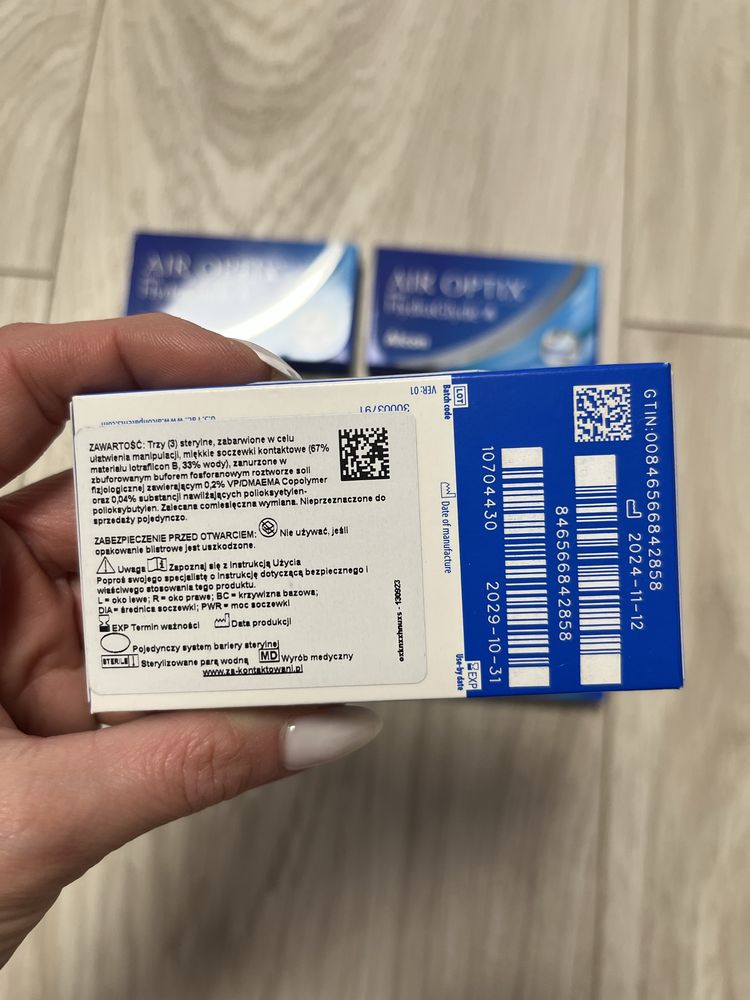 AIR OPTIX
AIR OPTIX
HydraGlyde
Alcon
VER: 01
30003791
ZAWARTOŚĆ: Trzy (3) sterylne, zabarwione w celu
ułatwienia manipulacji, miękkie soczewki kontaktowe (67%
materiału lotrafilcon B, 33% wody), zanurzone w
zbuforowanym buforem fosforanowym roztworze soli
fizjologicznej zawierającym 0,2% VP/DMAEMA Copolymer
oraz 0,04% substancji nawilżających polioksyetylen-
polioksybutylen. Zalecana comiesięczna wymiana. Nieprzeznaczone do
sprzedaży pojedynczo.
ZABEZPIECZENIE PRZED OTWARCIEM: Nie używać, jeśli
opakowanie blistrowe jest uszkodzone.
Uwaga Zapoznaj się z Instrukcją Użycia
Poproś swojego specjalistę o instrukcję dotyczącą bezpiecznego i
właściwego stosowania tego produktu.
L = oko lewe; R = oko prawe; BC = krzywizna bazowa;
DIA = średnica soczewki; PWR = moc soczewki
EXP Termin ważności Data produkcji
Pojedynczy system bariery sterylnej
STERILE Sterylizowane parą wodną MD Wyrób medyczny
www.za-kontaktowani.pl
LOT
Batch code
Date of manufacture
EXP
Use-by date
10704430 2029-10-31
846566842858
2024-11-12
GTIN:00846566842858